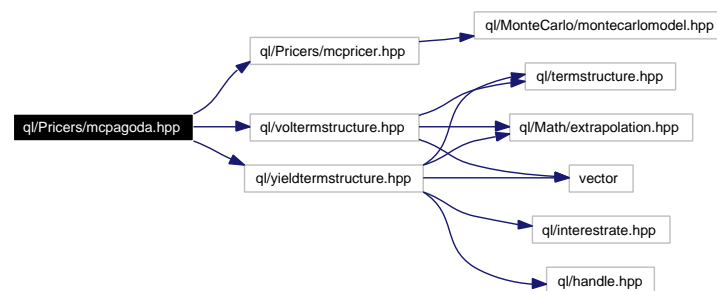 ql/MonteCarlo/montecarlomodel.hpp
ql/Pricers/mcpricer.hpp
ql/termstructure.hpp
ql/Pricers/mcpagoda.hpp
ql/voltermstructure.hpp
ql/Math/extrapolation.hpp
ql/yieldtermstructure.hpp
vector
ql/interestrate.hpp
ql/handle.hpp